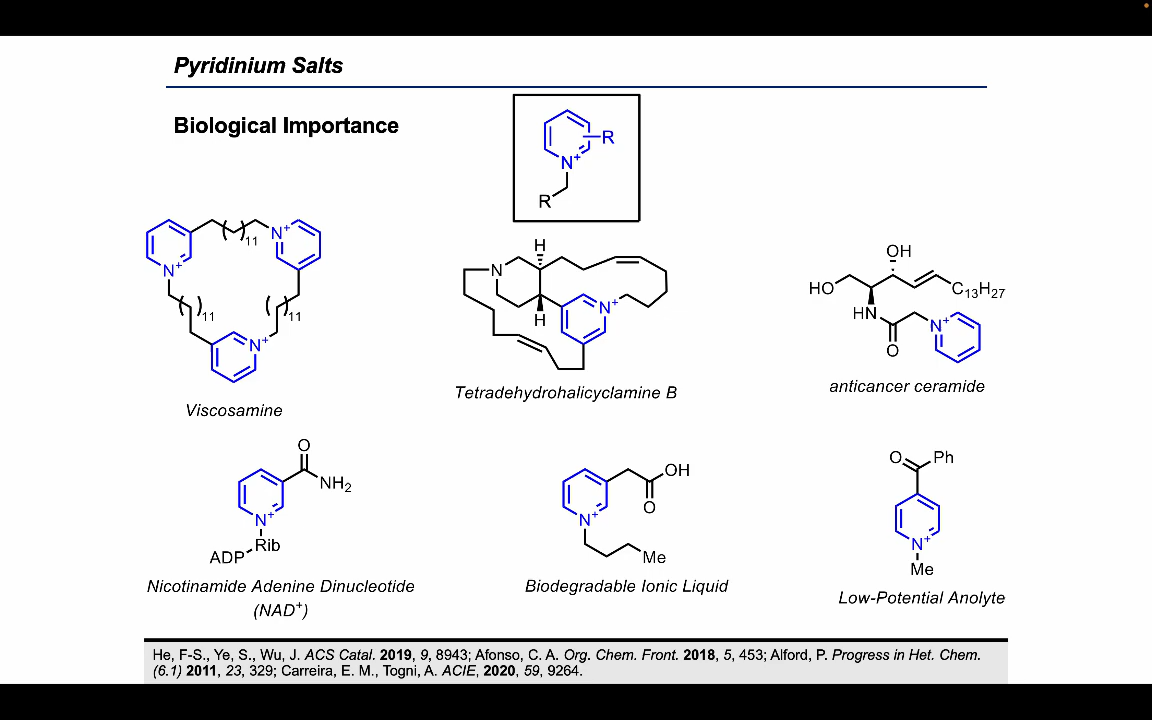 Pyridinium Salts
Biological Importance
R
N+
R
11
N+
N+
11
11
N+
Viscosamine
H
N
N+
H
Tetradehydrohalicyclamine B
OH
HO
C13H27
HN
N+
O
anticancer ceramide
O
NH2
N+
Rib
ADP
Nicotinamide Adenine Dinucleotide
(NAD+)
OH
O
N+
Me
Biodegradable Ionic Liquid
O
Ph
N+
Me
Low-Potential Anolyte
He, F-S., Ye, S., Wu, J. ACS Catal. 2019, 9, 8943; Afonso, C. A. Org. Chem. Front. 2018, 5, 453; Alford, P. Progress in Het. Chem.
(6.1) 2011, 23, 329; Carreira, E. M., Togni, A. ACIE, 2020, 59, 9264.